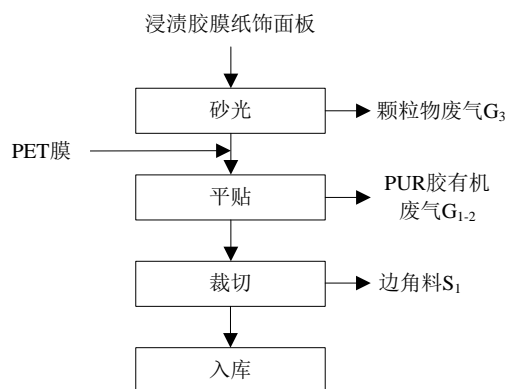 浸渍胶膜纸饰面板
砂光
颗粒物废气G3
PET膜
平贴
PUR胶有机
废气G1-2
裁切
边角料S1
入库